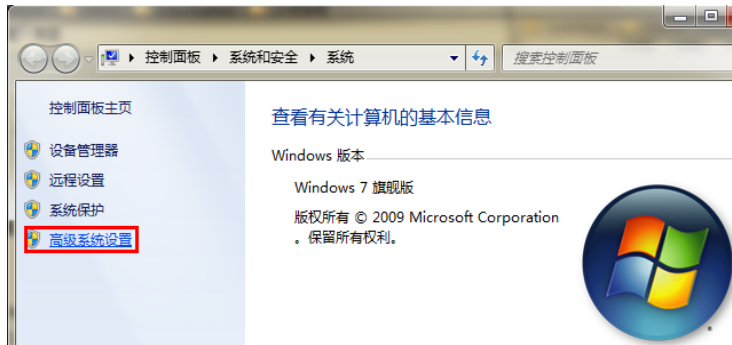 控制面板 系统和安全 系统
搜索控制面板
控制面板主页
设备管理器
远程设置
系统保护
高级系统设置
查看有关计算机的基本信息
Windows 版本
Windows 7 旗舰版
版权所有 © 2009 Microsoft Corporation
。保留所有权利。